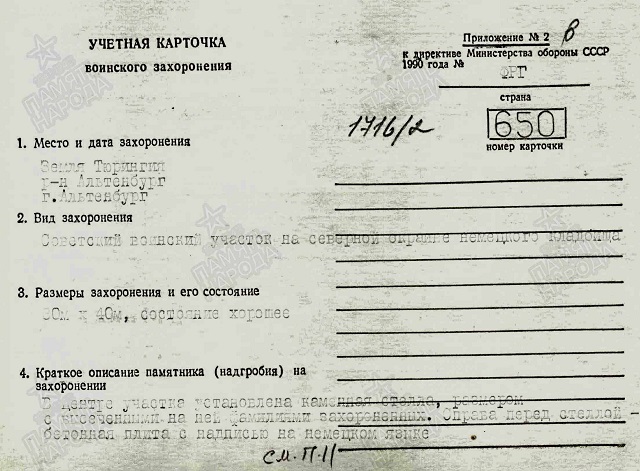 УЧЕТНАЯ КАРТОЧКА
воинского захоронения
Приложение № 2 в
к директиве Министерства обороны СССР
1990 года №
ФРГ
страна
1716/2
650
номер карточки
1. Место и дата захоронения
Земля Тюрингия
р-н Альтенбург
г.Альтенбург
2. Вид захоронения
Советский воинский участок на северной окраине немецкого кладбища
3. Размеры захоронения и его состояние
30м х 40м, состояние хорошее
4. Краткое описание памятника (надгробия) на
захоронении
В центре участка установлена каменная стелла, размером
с высеченными на ней фамилиями захороненных. Справа перед стеллой -
бетонная плита с надписью на немецком языке
см. п. 11
ПАМЯТЬ
НАРОДА